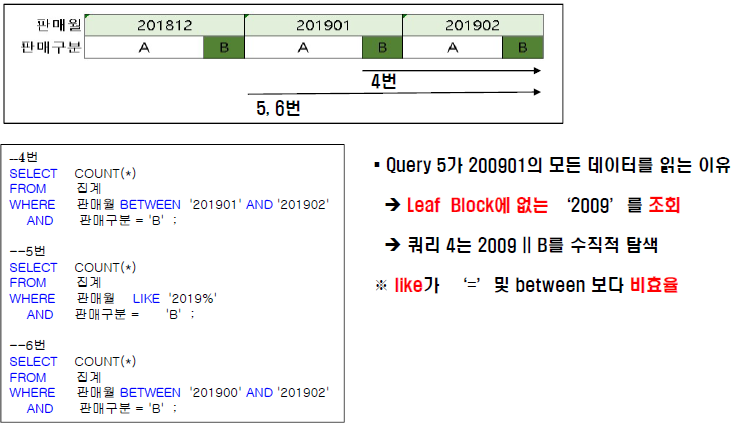 판매월 201812 201901 201902
판매구분 A B A B A B
4번
5, 6번
--4번
SELECT COUNT(*)
FROM 집계
WHERE 판매월 BETWEEN '201901' AND '201902'
AND 판매구분 = 'B' ;
--5번
SELECT COUNT(*)
FROM 집계
WHERE 판매월 LIKE '2019%'
AND 판매구분 = 'B' ;
--6번
SELECT COUNT(*)
FROM 집계
WHERE 판매월 BETWEEN '201900' AND '201902'
AND 판매구분 = 'B' ;
▪ Query 5가 200901의 모든 데이터를 읽는 이유
→ Leaf Block에 없는 ‘2009’를 조회
→ 쿼리 4는 2009 || B를 수직적 탐색
※ like가 ‘=’ 및 between 보다 비효율